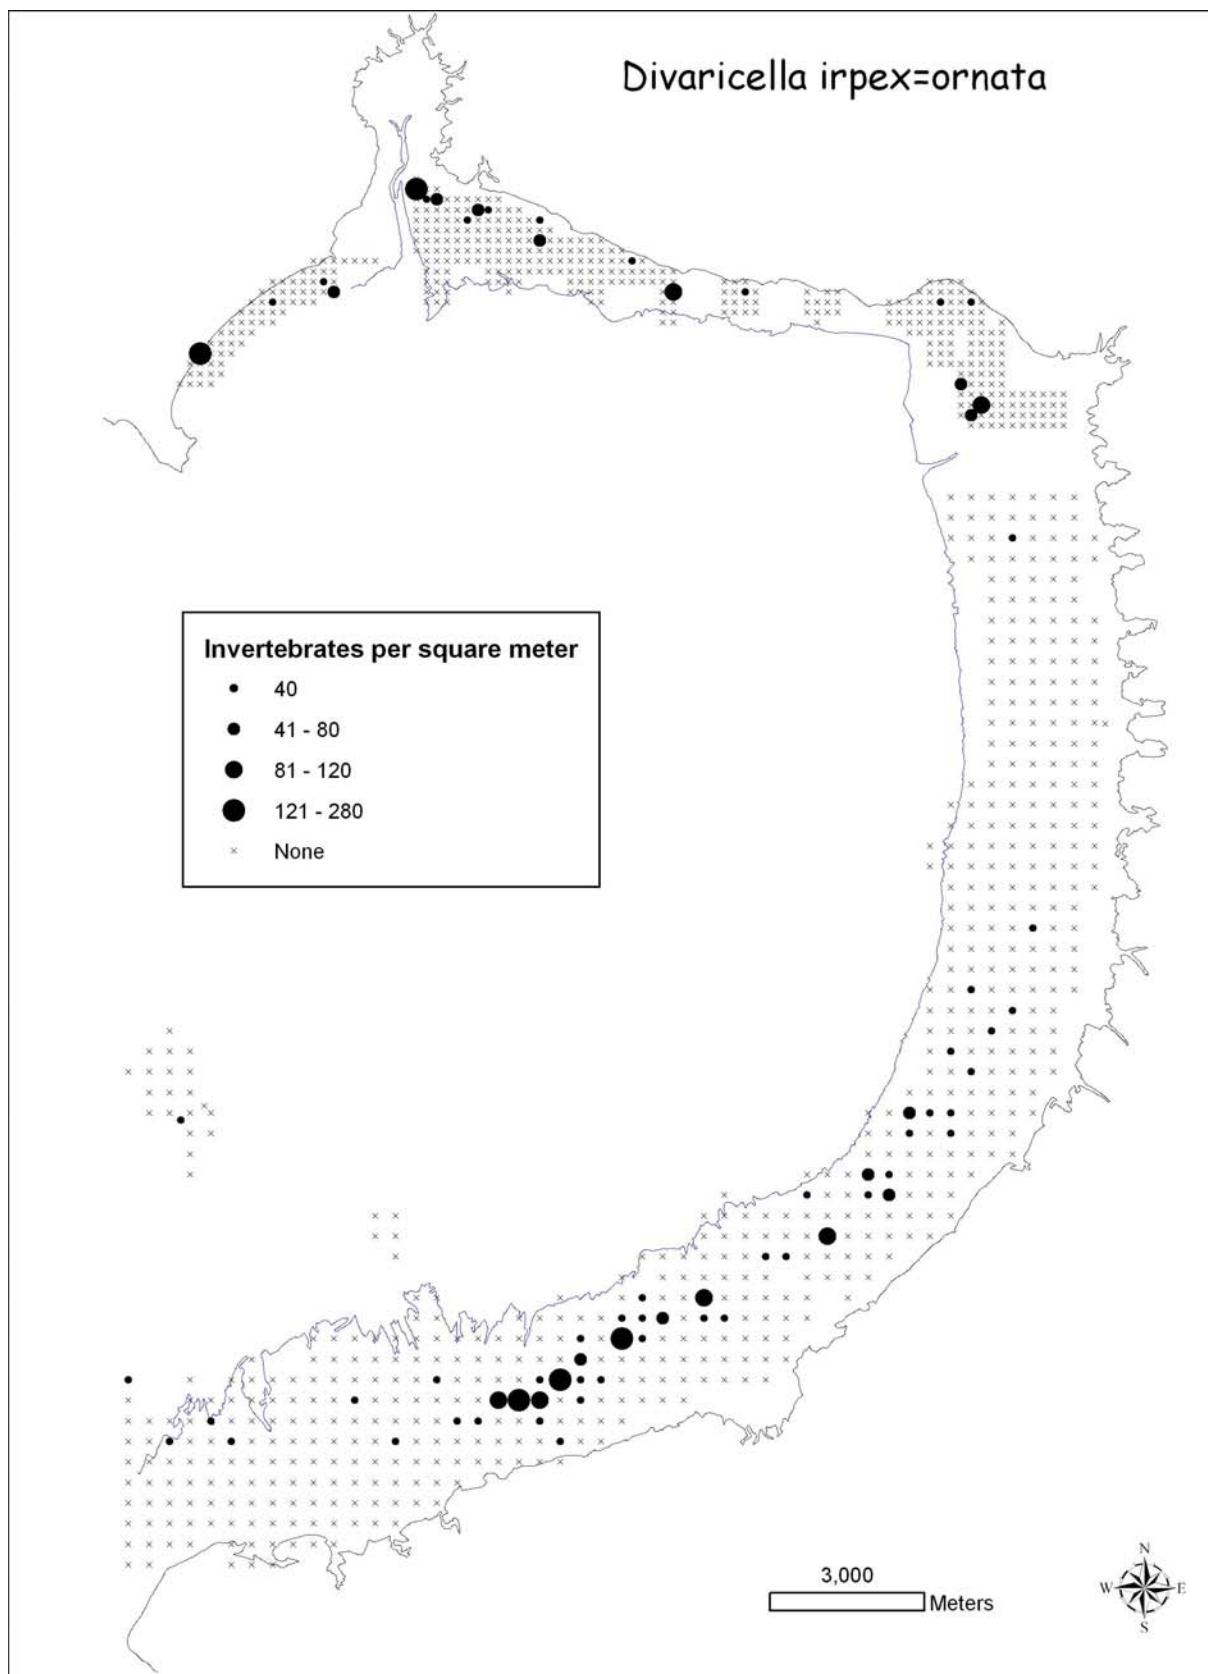 Divaricella irpex=ornata
Invertebrates per square meter
40
41 - 80
81 - 120
121 - 280
None
3,000
Meters
N
W
E
S